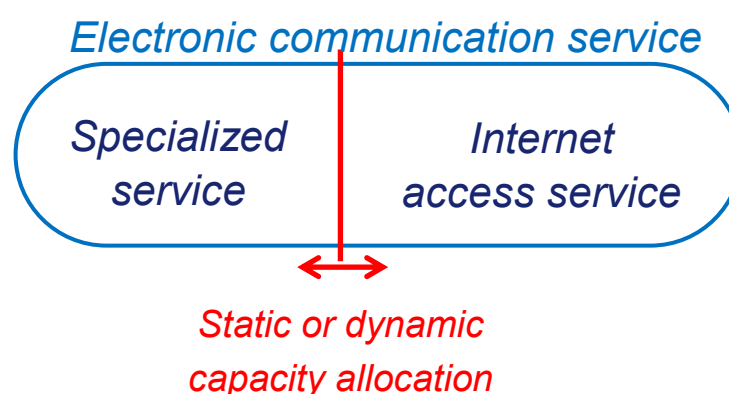 Electronic communication service
Specialized
service
Internet
access service
Static or dynamic
capacity allocation